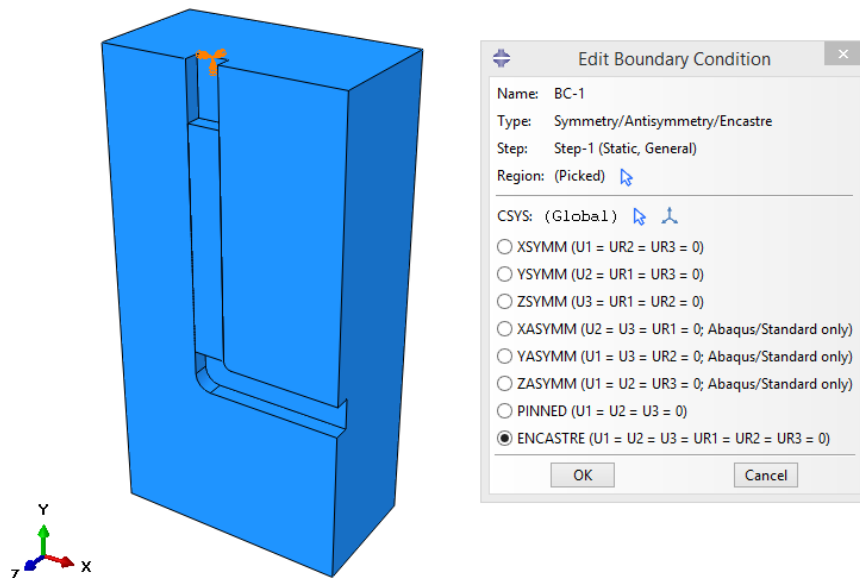 Edit Boundary Condition
Name: BC-1
Type: Symmetry/Antisymmetry/Encastre
Step: Step-1 (Static, General)
Region: (Picked)
CSYS: (Global)
XSYMM (U1 = UR2 = UR3 = 0)
YSYMM (U2 = UR1 = UR3 = 0)
ZSYMM (U3 = UR1 = UR2 = 0)
XASYMM (U2 = U3 = UR1 = 0; Abaqus/Standard only)
YASYMM (U1 = U3 = UR2 = 0; Abaqus/Standard only)
ZASYMM (U1 = U2 = UR3 = 0; Abaqus/Standard only)
PINNED (U1 = U2 = U3 = 0)
ENCASTRE (U1 = U2 = U3 = UR1 = UR2 = UR3 = 0)
OK Cancel
Y
Z X